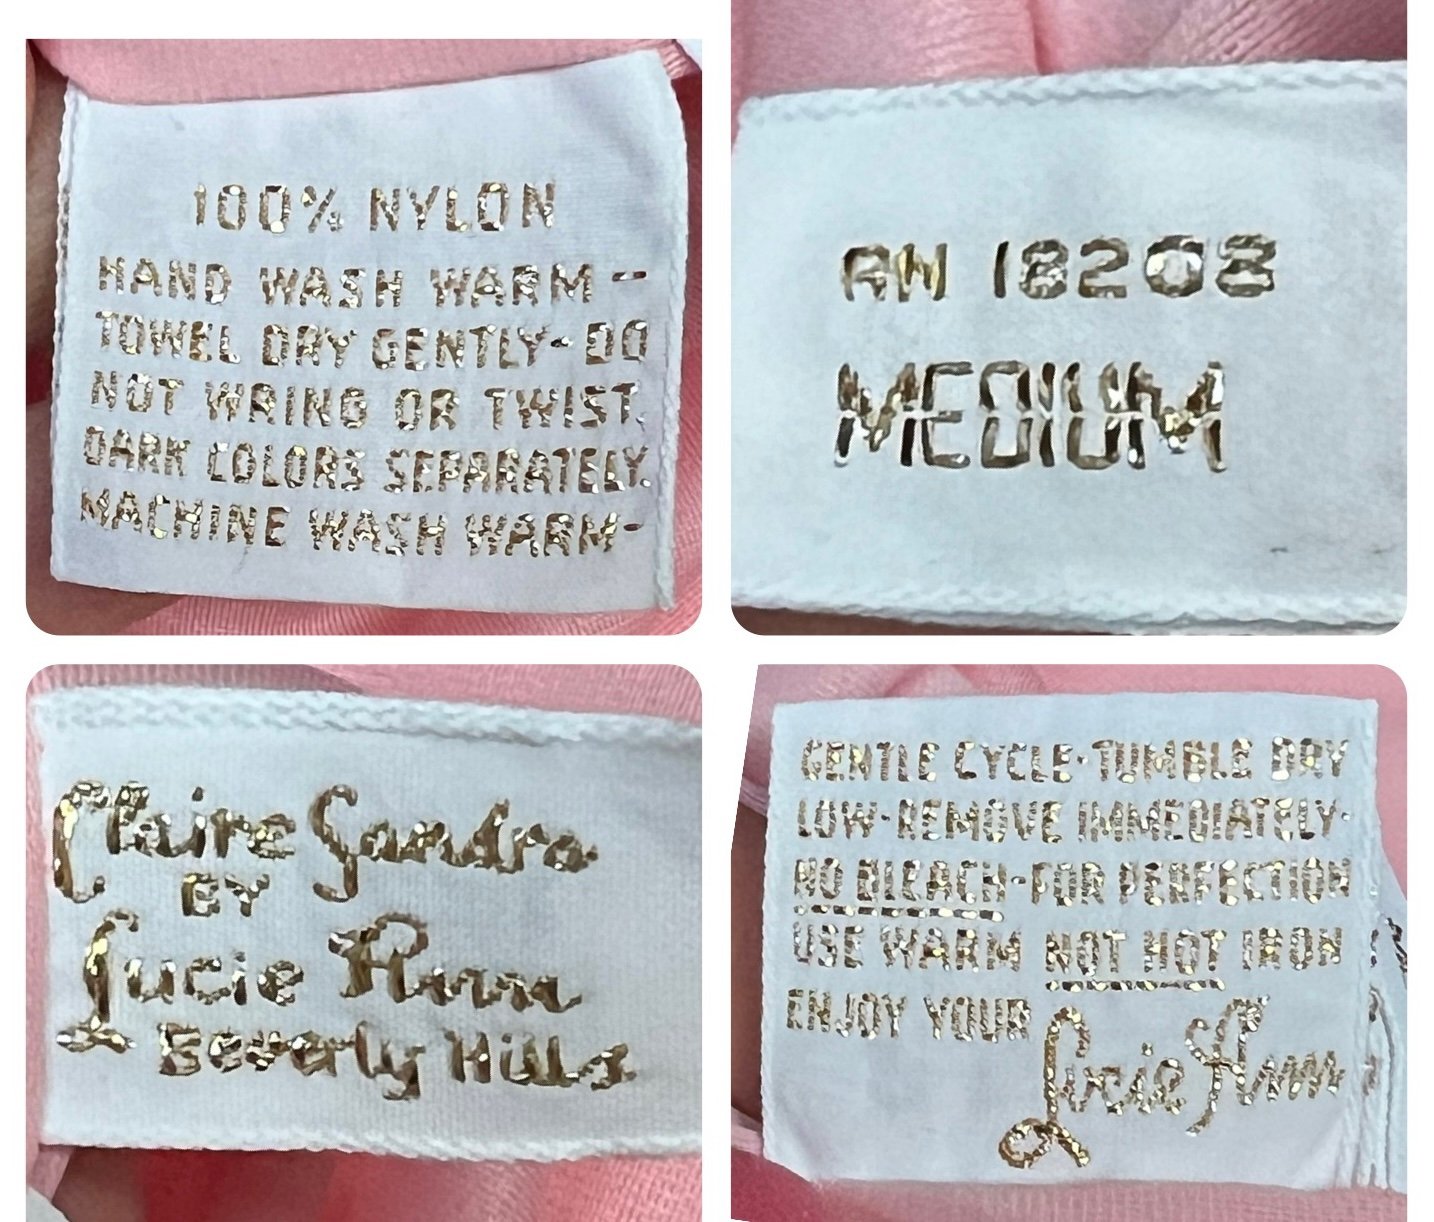 100% NYLON
HAND WASH WARM -
TOWEL DRY GENTLY - DO
NOT WRING OR TWIST.
DARK COLORS SEPARATELY.
MACHINE WASH WARM -
RN 18208
MEDIUM
Claire Sandra
BY
Lucie Ann
Beverly Hills
GENTLE CYCLE · TUMBLE DRY
LOW · REMOVE IMMEDIATELY ·
NO BLEACH · FOR PERFECTION
USE WARM NOT HOT IRON
ENJOY YOUR Lucie Ann